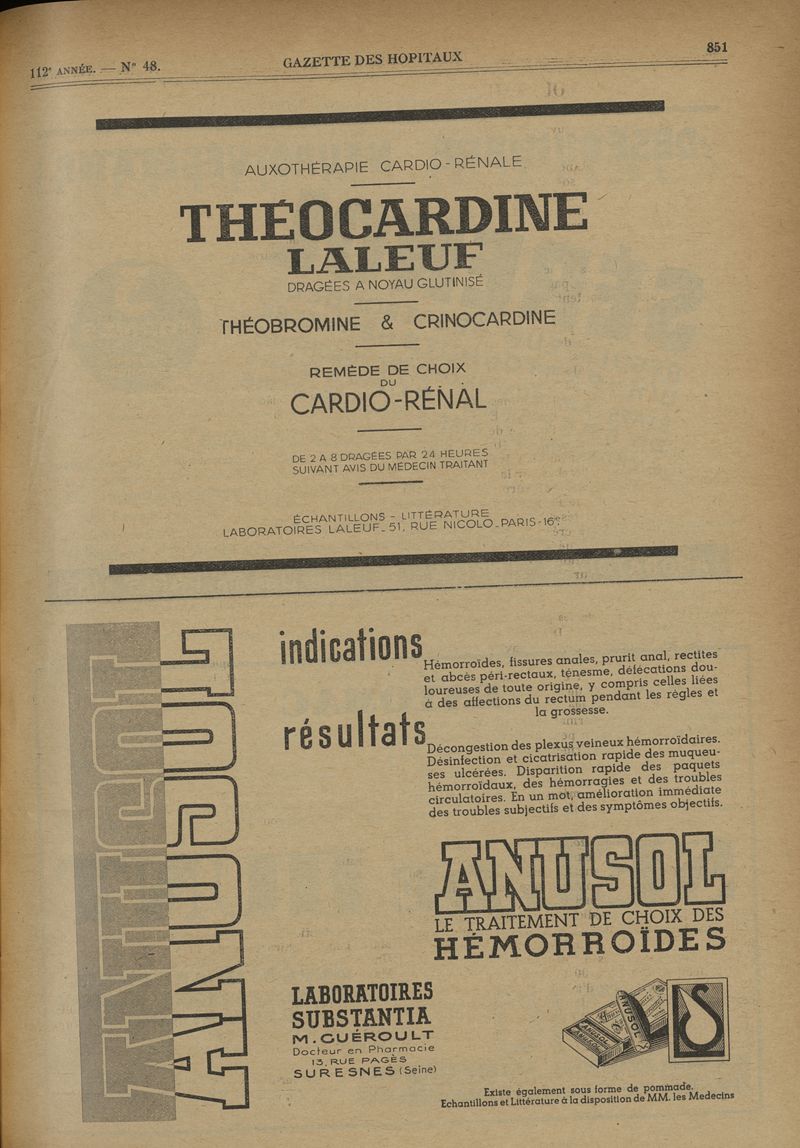 112e ANNÉE. — N° 48.
GAZETTE DES HOPITAUX
851
AUXOTHÉRAPIE CARDIO-RÉNALE
THÉOCARDINE
LALEUF
DRAGÉES A NOYAU GLUTINISÉ
THÉOBROMINE & CRINOCARDINE
REMÈDE DE CHOIX
DU
CARDIO-RÉNAL
DE 2 A 8 DRAGÉES PAR 24 HEURES
SUIVANT AVIS DU MÉDECIN TRAITANT
ÉCHANTILLONS - LITTÉRATURE
LABORATOIRES LALEUF_51, RUE NICOLO_PARIS-16e
ANUSOL
indications
Hémorroïdes, fissures anales, prurit anal, rectites
et abcès péri-rectaux, ténesme, défécations dou-
loureuses de toute origine, y compris celles liées
à des affections du rectum pendant les règles et
la grossesse.
résultats
Décongestion des plexus veineux hémorroïdaires.
Désinfection et cicatrisation rapide des muqueu-
ses ulcérées. Disparition rapide des paquets
hémorroïdaux, des hémorragies et des troubles
circulatoires. En un mot, amélioration immédiate
des troubles subjectifs et des symptômes objectifs.
ANUSOL
LE TRAITEMENT DE CHOIX DES
HÉMORROÏDES
LABORATOIRES
SUBSTANTIA
M. GUÉROULT
Docteur en Pharmacie
13, RUE PAGÈS
SURESNES (Seine)
ANUSOL
ANUSOL
Existe également sous forme de pommade.
Echantillons et Littérature à la disposition de MM. les Medecins